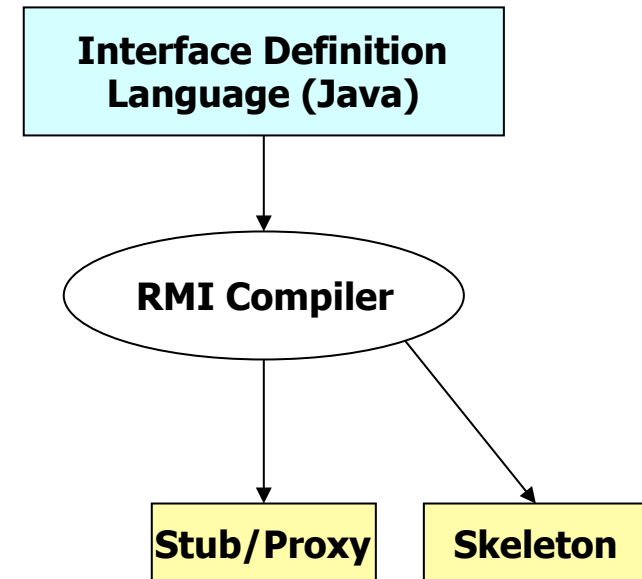 Interface Definition
Language (Java)
RMI Compiler
Stub/Proxy
Skeleton